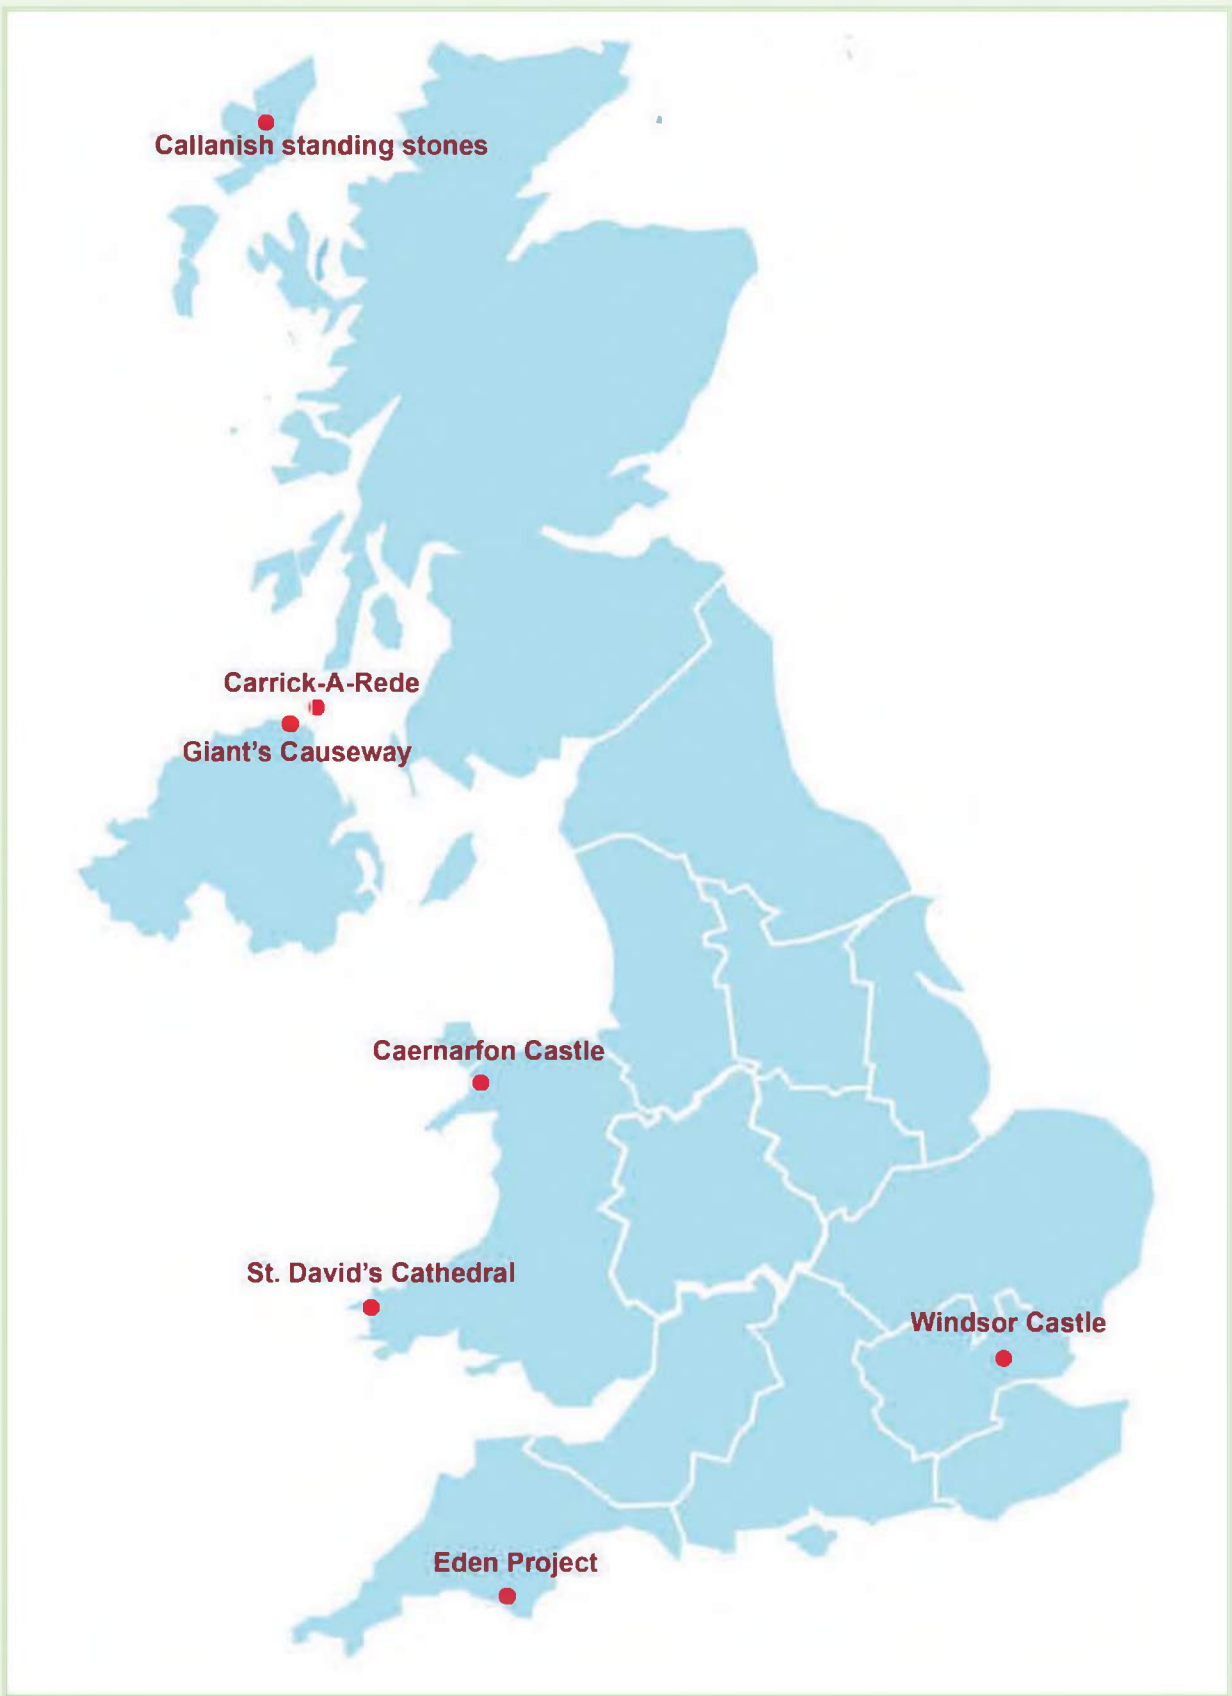 Callanish standing stones
Carrick-A-Rede
Giant's Causeway
Caernarfon Castle
St. David's Cathedral
Windsor Castle
Eden Project